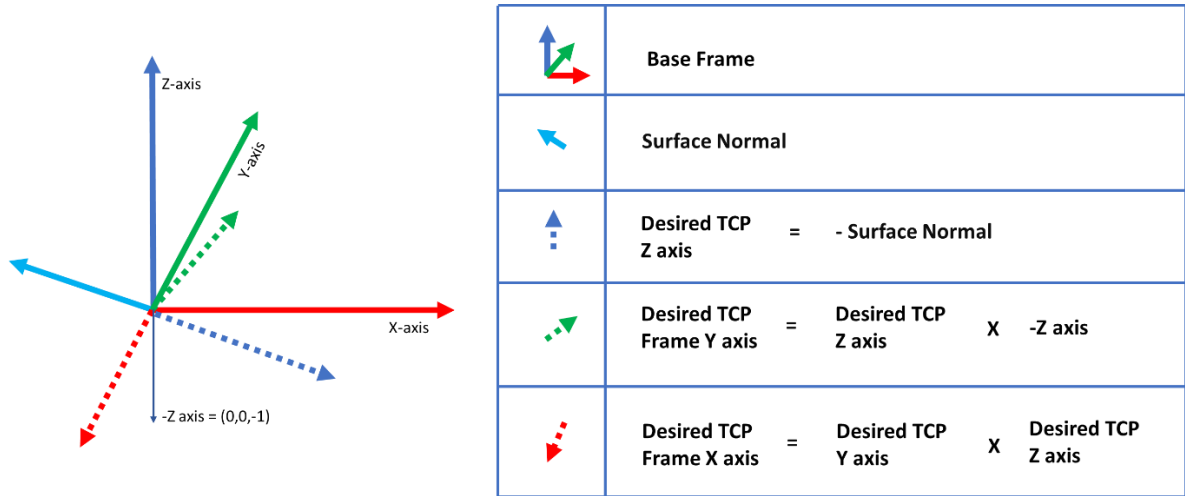 Z-axis
Y-axis
X-axis
-Z axis = (0,0,-1)
Base Frame
Surface Normal
Desired TCP = - Surface Normal
Z axis
Desired TCP = Desired TCP X -Z axis
Frame Y axis Z axis
Desired TCP = Desired TCP X Desired TCP
Frame X axis Y axis Z axis